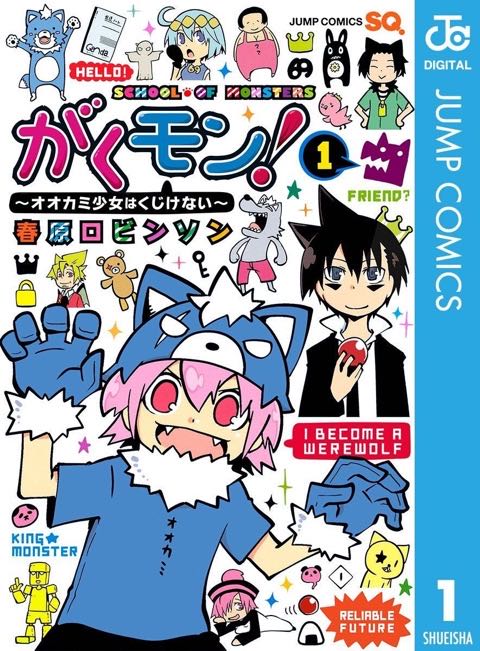 JUMP COMICS SQ.
HELLO!
SCHOOL OF MONSTERS
がくモン!
1
~オオカミ少女はくじけない~
春原ロビンソン
FRIEND?
I BECOME A
WEREWOLF
オオカミ
KING★
MONSTER
RELIABLE
FUTURE
DIGITAL
JUMP COMICS
1
SHUEISHA